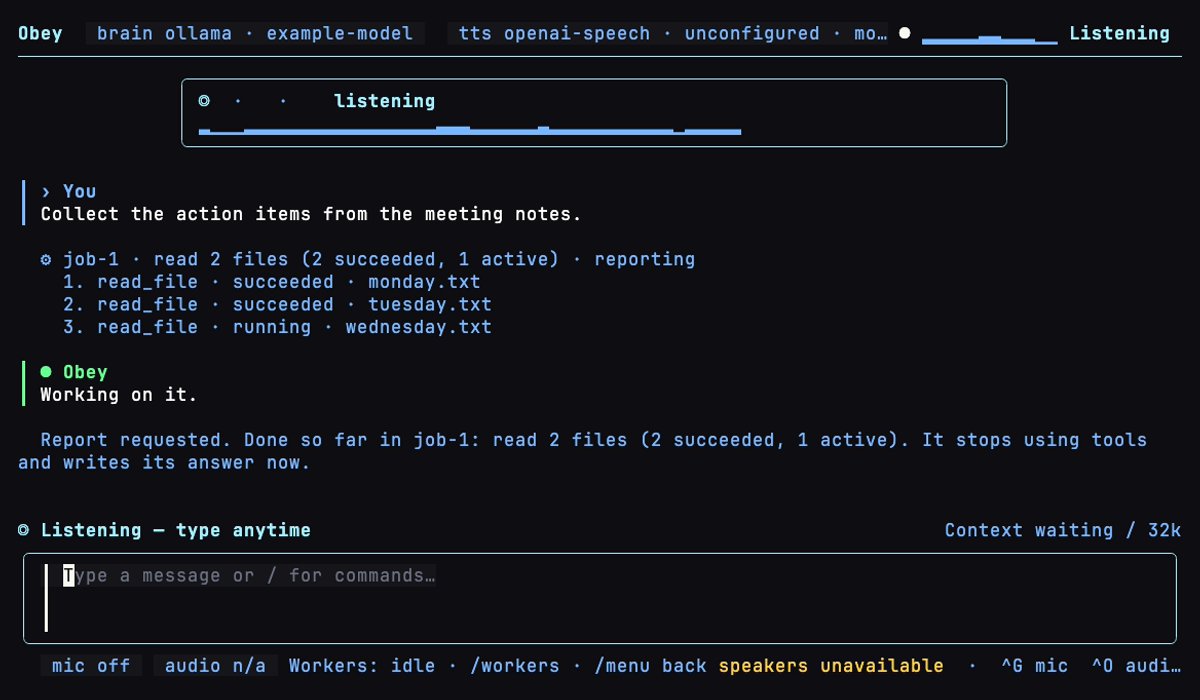 Obey brain ollama · example-model tts openai-speech · unconfigured · mo… Listening
listening
› You
Collect the action items from the meeting notes.
job-1 · read 2 files (2 succeeded, 1 active) · reporting
1. read_file · succeeded · monday.txt
2. read_file · succeeded · tuesday.txt
3. read_file · running · wednesday.txt
● Obey
Working on it.
Report requested. Done so far in job-1: read 2 files (2 succeeded, 1 active). It stops using tools
and writes its answer now.
Listening — type anytime Context waiting / 32k
Type a message or / for commands…
mic off audio n/a Workers: idle · /workers · /menu back speakers unavailable · ^G mic ^O audi…